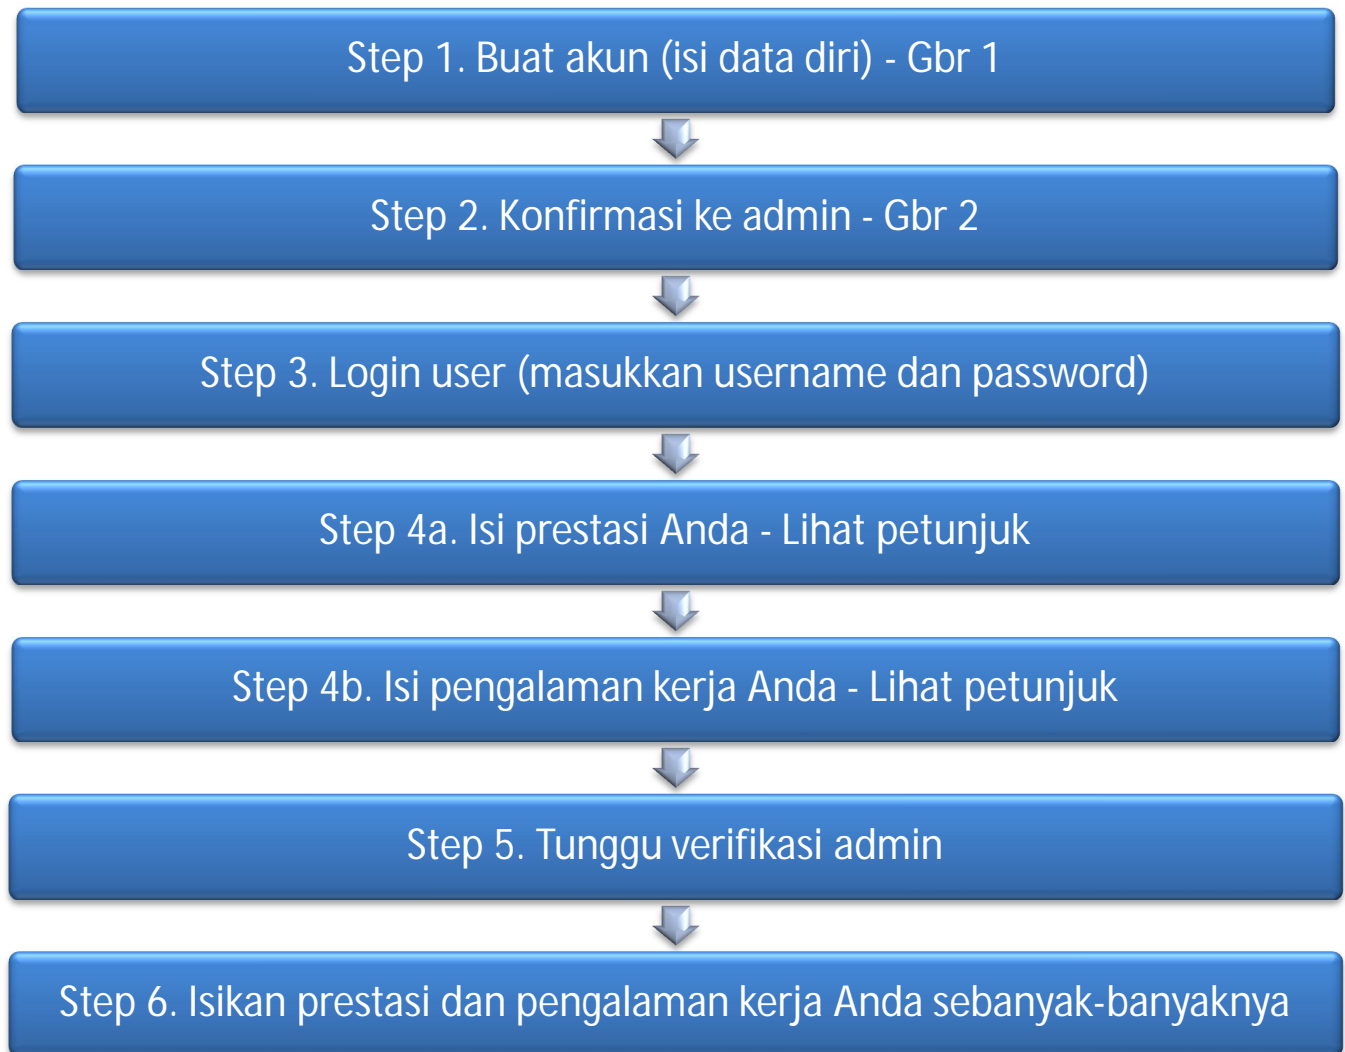 Step 1. Buat akun (isi data diri) - Gbr 1
Step 2. Konfirmasi ke admin - Gbr 2
Step 3. Login user (masukkan username dan password)
Step 4a. Isi prestasi Anda - Lihat petunjuk
Step 4b. Isi pengalaman kerja Anda - Lihat petunjuk
Step 5. Tunggu verifikasi admin
Step 6. Isikan prestasi dan pengalaman kerja Anda sebanyak-banyaknya